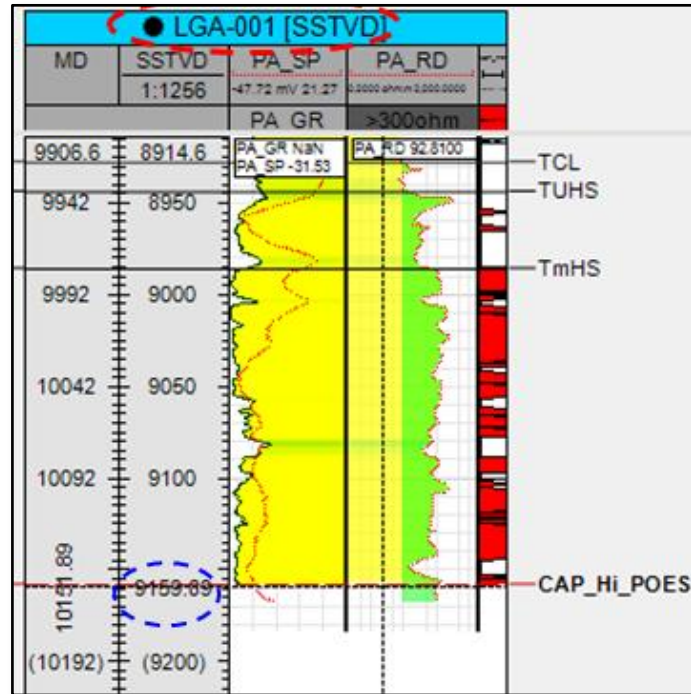 LGA-001 [SSTVD]
MD SSTVD PA_SP PA_RD
1:1256 -47.72 mV 21.27
PA GR >300ohm
9906.6 8914.6 PA_GR NaN PA_RD 92.8100 TCL
PA_SP -31.53
TUHS
9942 8950
TmHS
9992 9000
10042 9050
10092 9100
9159.89 CAP_Hi_POES
(10192) (9200)